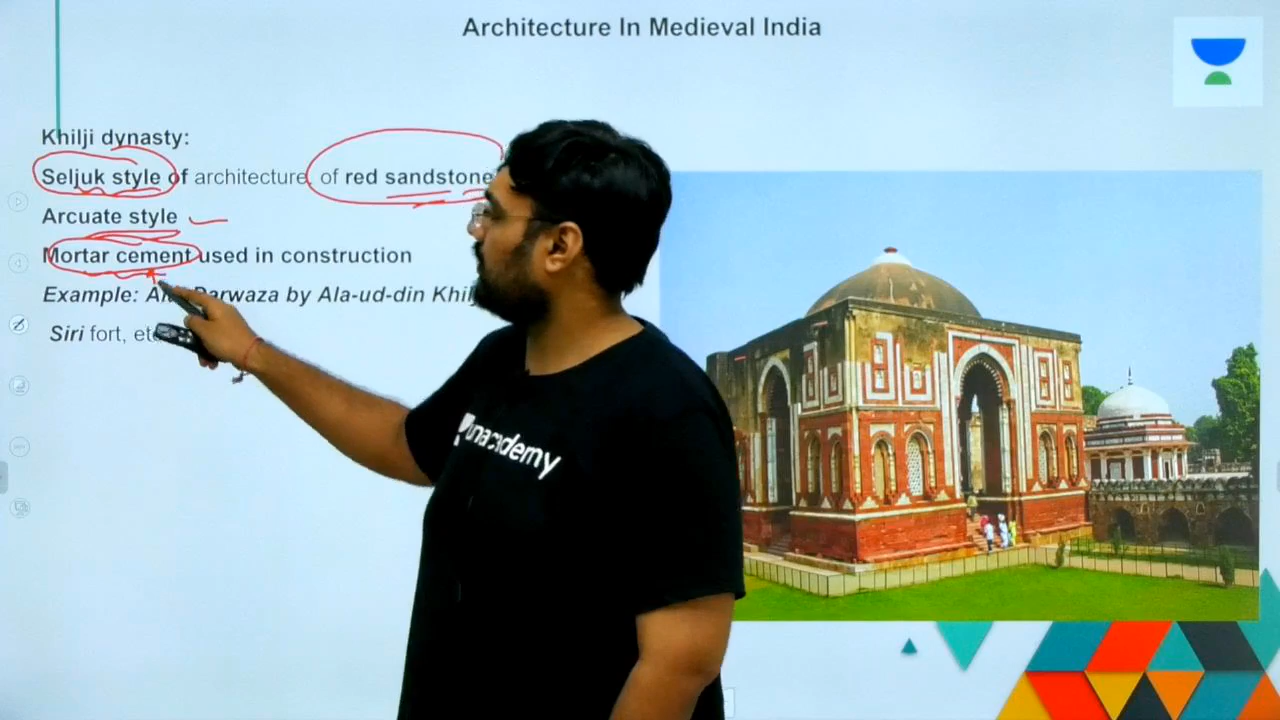 Architecture In Medieval India
Khilji dynasty:
Seljuk style of architecture, of red sandstone
Arcuate style
Mortar cement used in construction
Example: Darwaza by Ala-ud-din
Siri fort,
unacademy